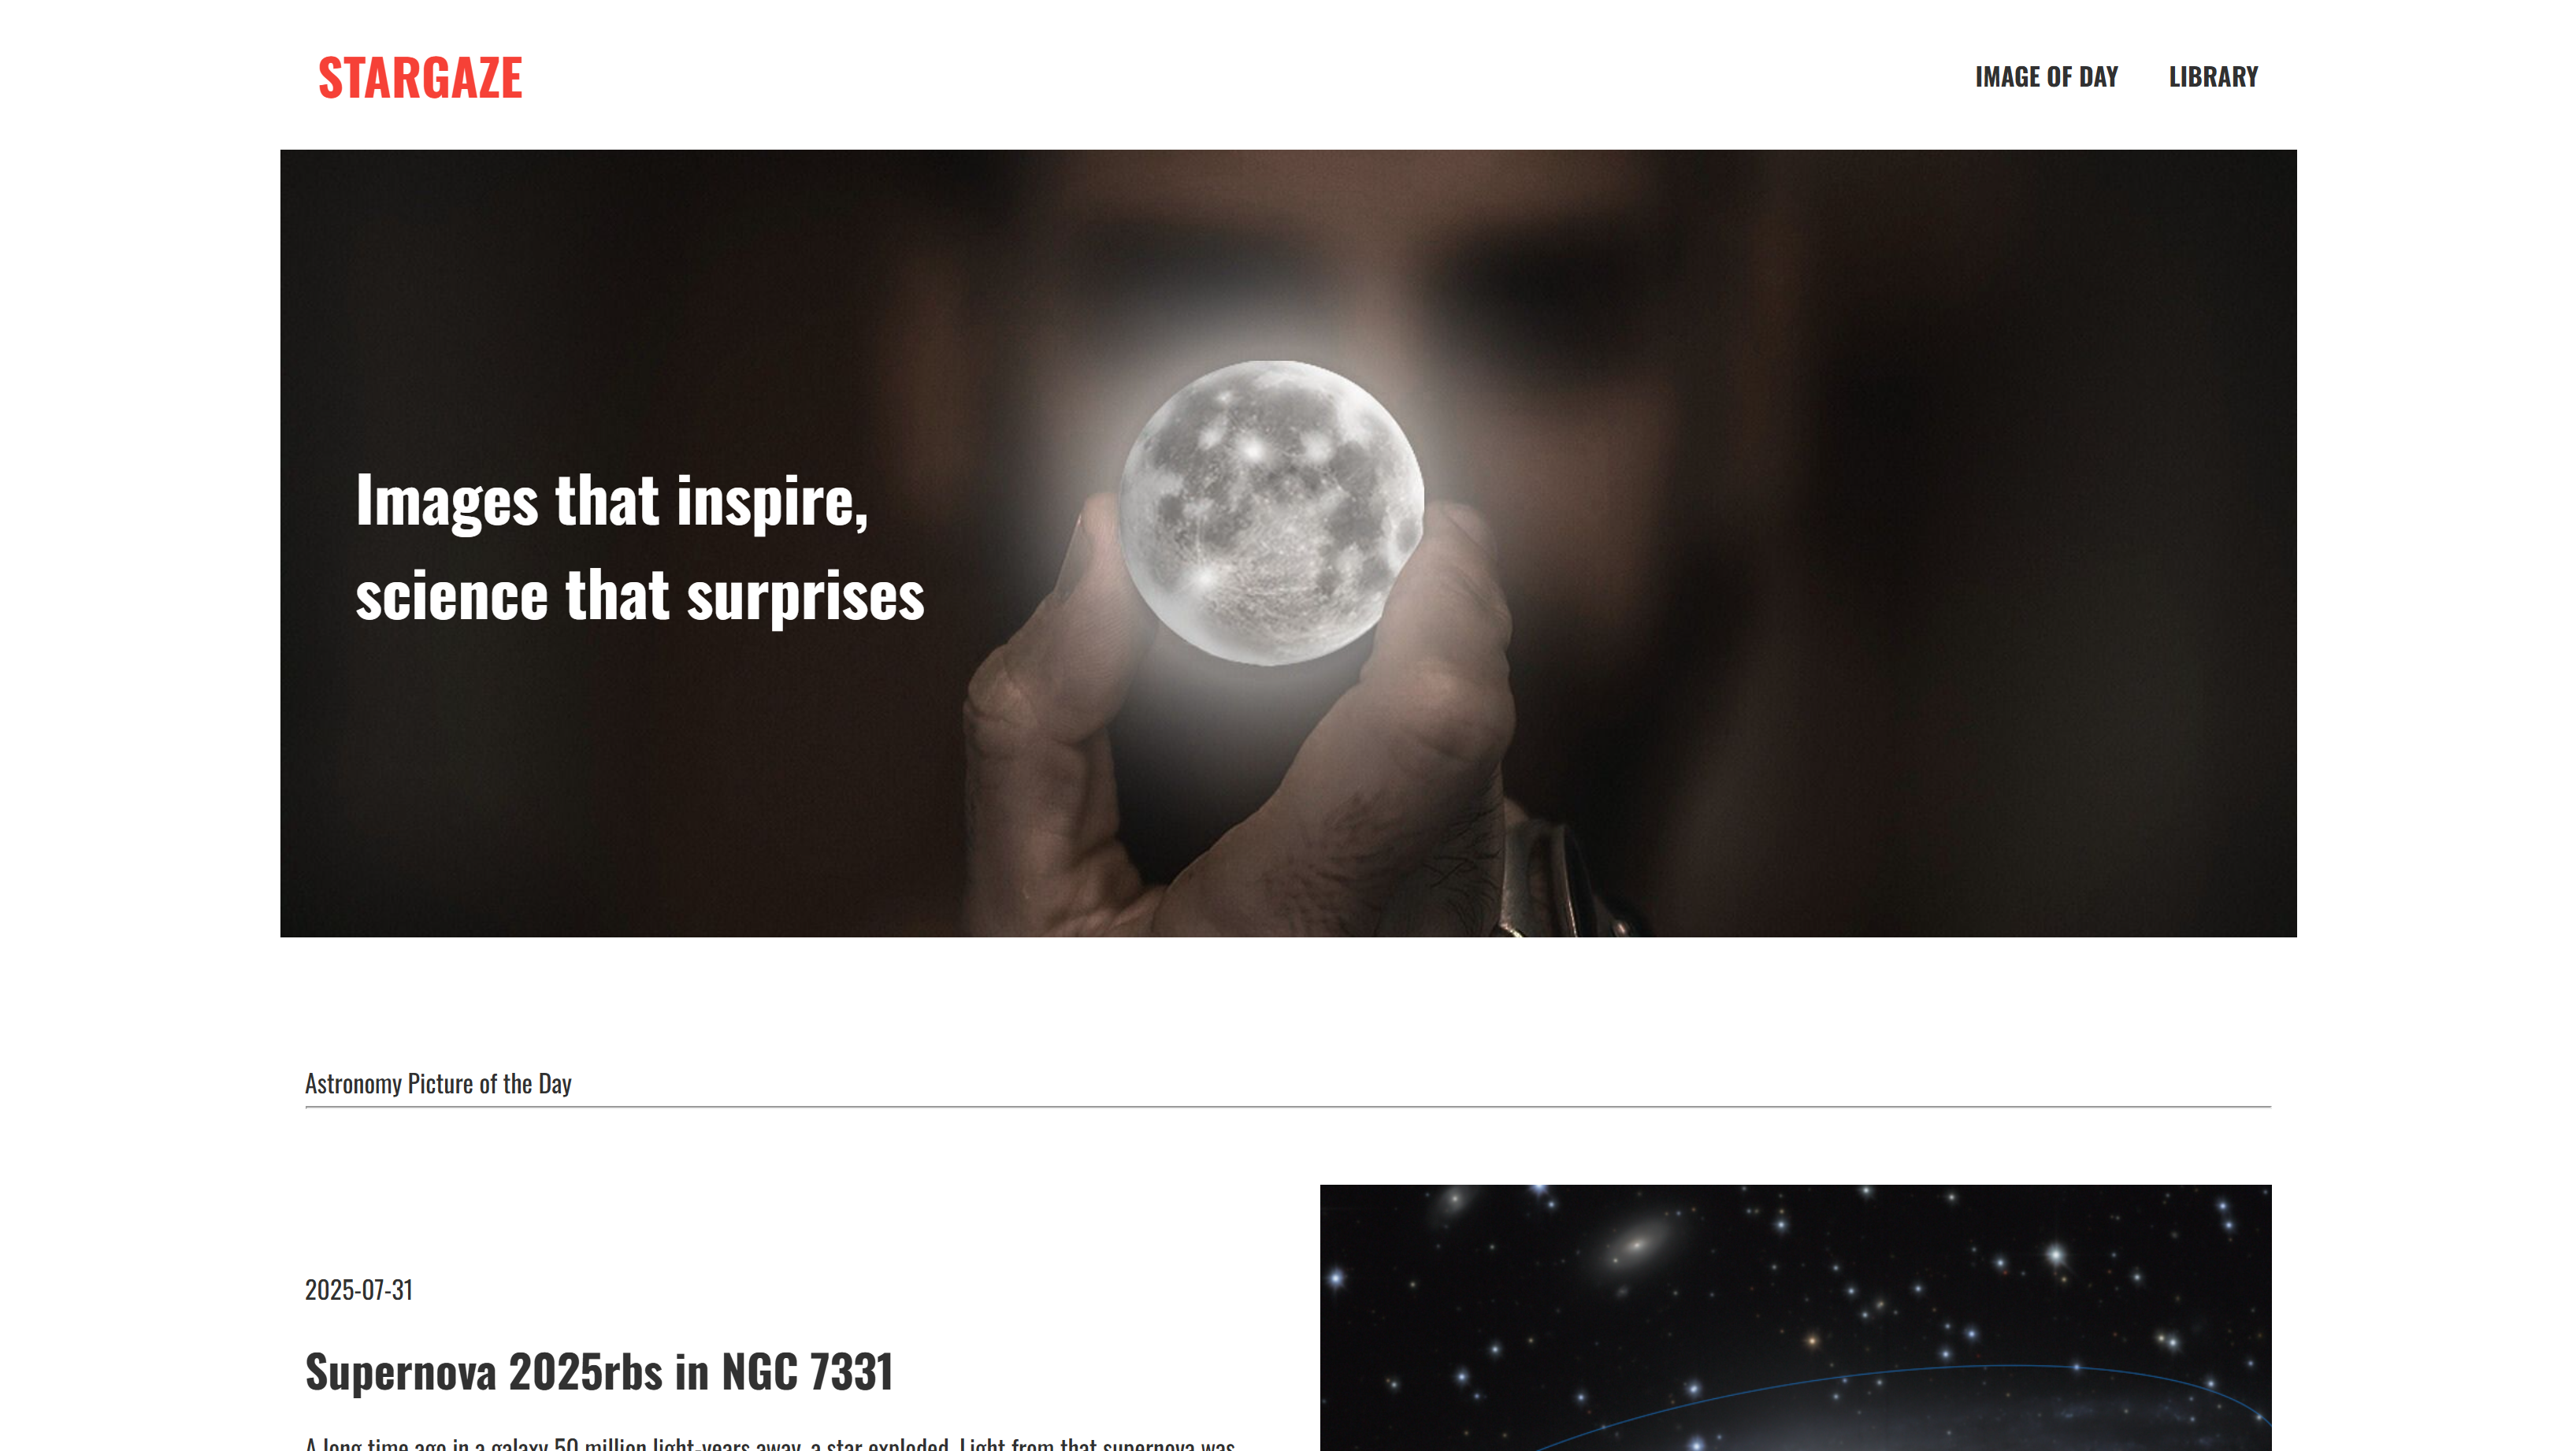 STARGAZE
IMAGE OF DAY
LIBRARY
Images that inspire,
science that surprises
Astronomy Picture of the Day
2025-07-31
Supernova 2025rbs in NGC 7331
A long time ago in a galaxy 50 million light-years away, a star exploded. Light from that supernova was